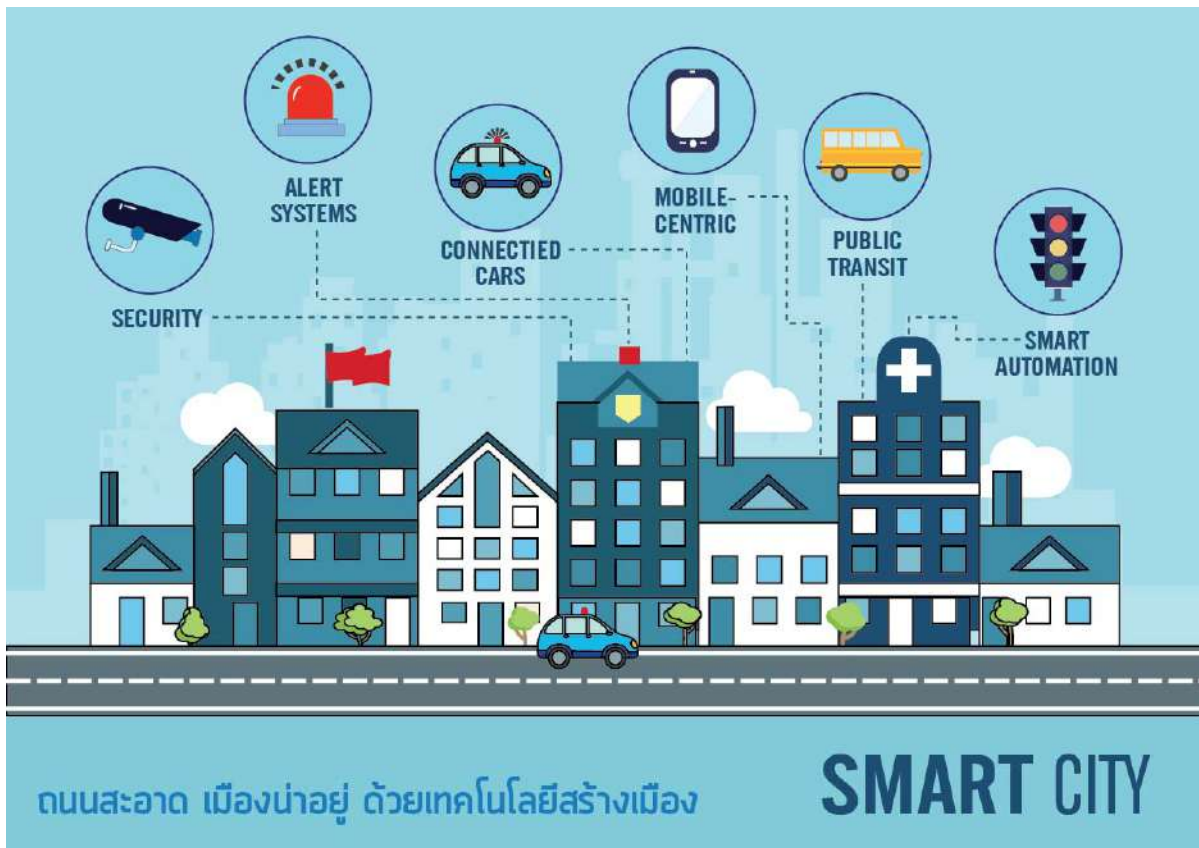 ALERT
SYSTEMS
MOBILE-
CENTRIC
CONNECTIED
CARS
PUBLIC
TRANSIT
SECURITY
SMART
AUTOMATION
ถนนสะอาด เมืองน่าอยู่ ด้วยเทคโนโลยีสร้างเมือง
SMART CITY